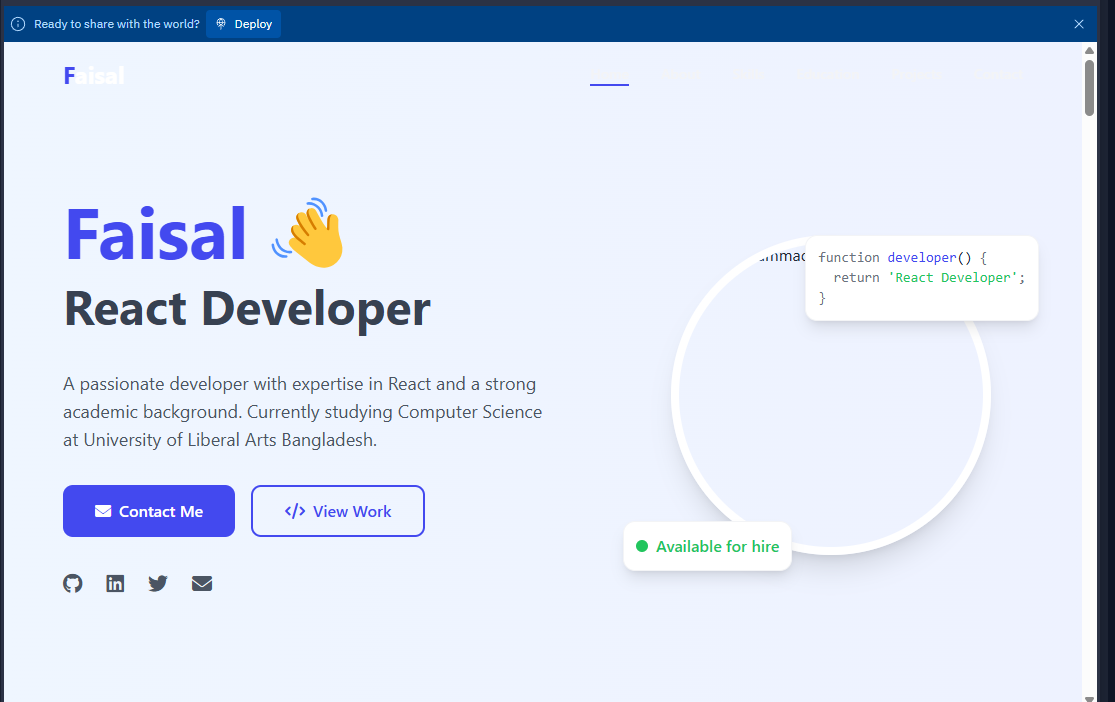 Ready to share with the world? Deploy
Faisal
Faisal
React Developer
A passionate developer with expertise in React and a strong
academic background. Currently studying Computer Science
at University of Liberal Arts Bangladesh.
Contact Me
</> View Work
function developer() {
return 'React Developer';
}
Available for hire